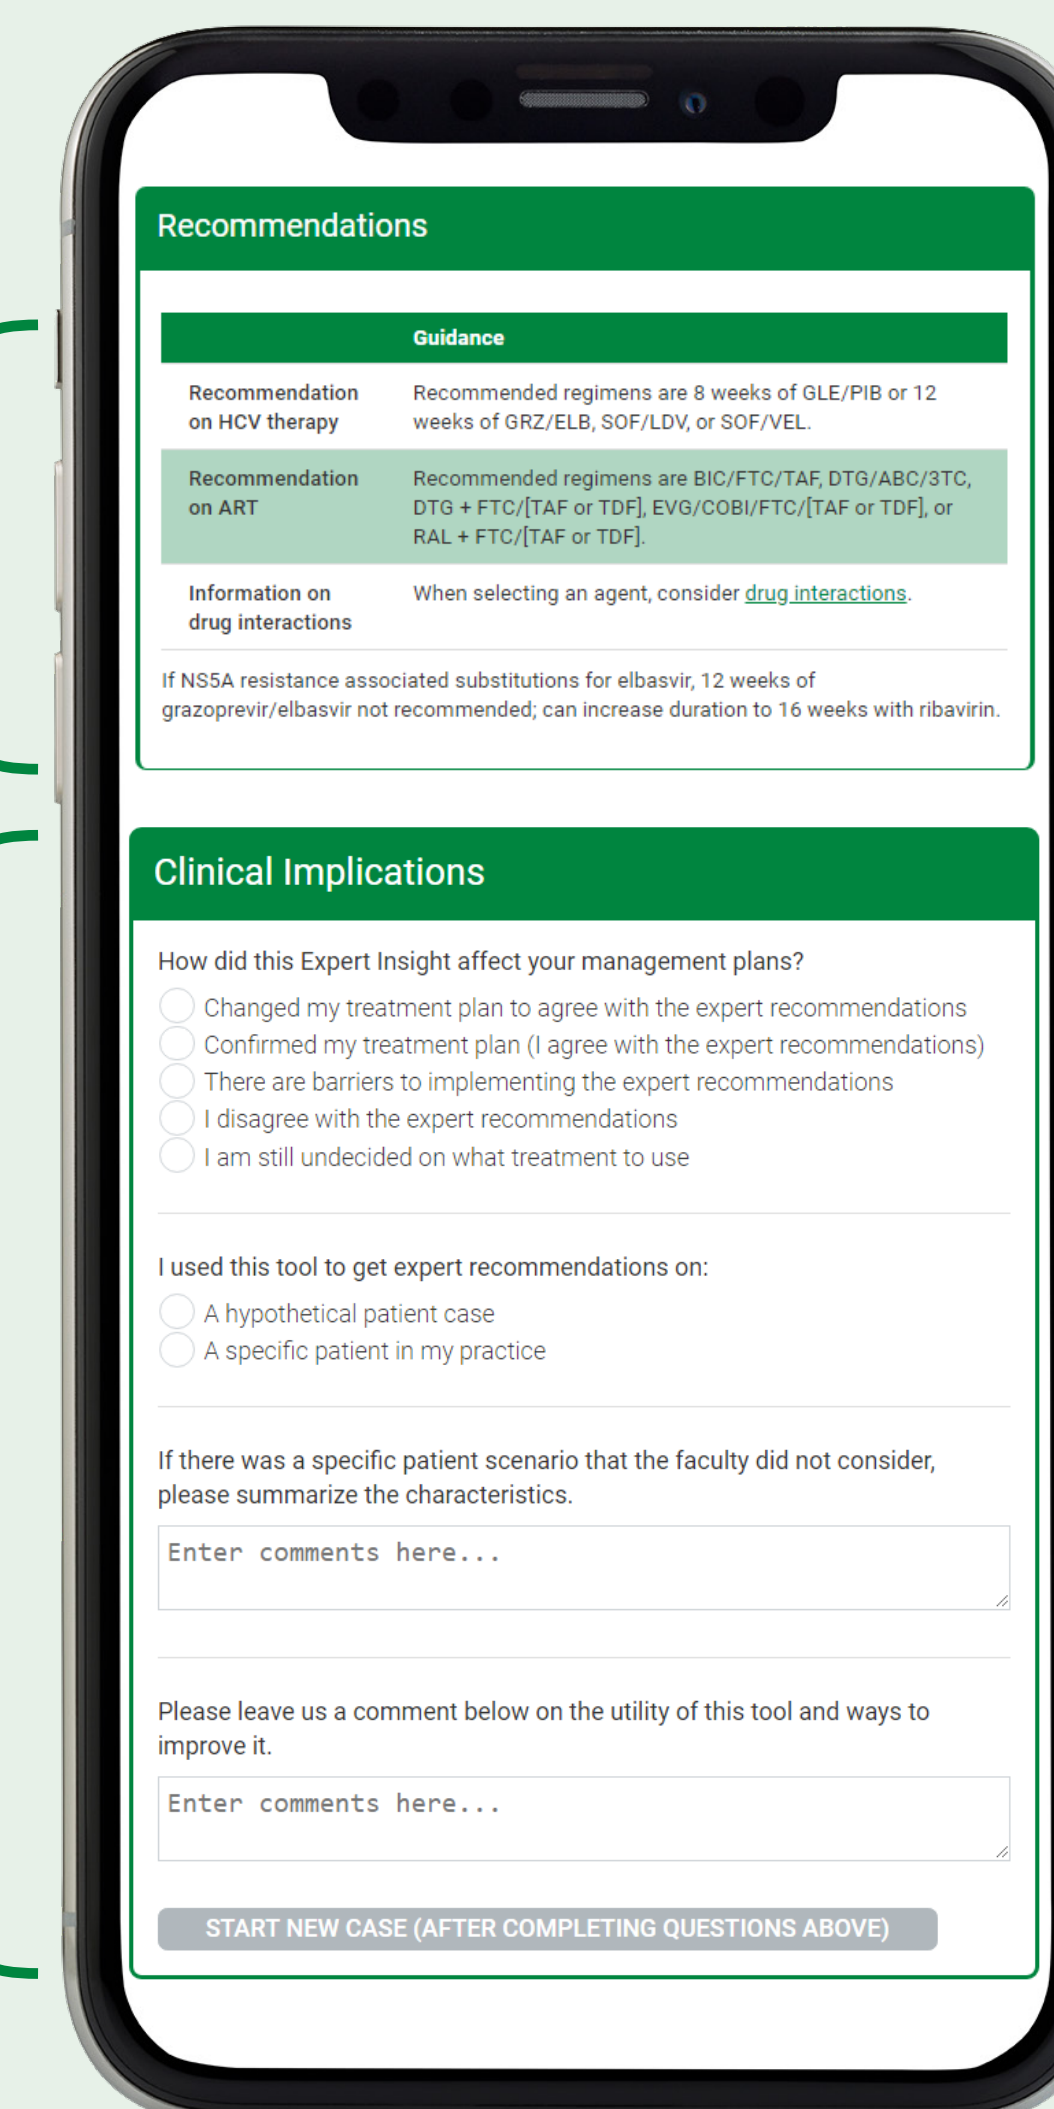 Recommendations
Guidance
Recommendation
on HCV therapy
Recommended regimens are 8 weeks of GLE/PIB or 12
weeks of GRZ/ELB, SOF/LDV, or SOF/VEL.
Recommendation
on ART
Recommended regimens are BIC/FTC/TAF, DTG/ABC/3TC,
DTG + FTC/[TAF or TDF], EVG/COBI/FTC/[TAF or TDF], or
RAL + FTC/[TAF or TDF].
Information on
drug interactions
When selecting an agent, consider drug interactions.
If NS5A resistance associated substitutions for elbasvir, 12 weeks of
grazoprevir/elbasvir not recommended; can increase duration to 16 weeks with ribavirin.
Clinical Implications
How did this Expert Insight affect your management plans?
Changed my treatment plan to agree with the expert recommendations
Confirmed my treatment plan (I agree with the expert recommendations)
There are barriers to implementing the expert recommendations
I disagree with the expert recommendations
I am still undecided on what treatment to use
I used this tool to get expert recommendations on:
A hypothetical patient case
A specific patient in my practice
If there was a specific patient scenario that the faculty did not consider,
please summarize the characteristics.
Enter comments here...
Please leave us a comment below on the utility of this tool and ways to
improve it.
Enter comments here...
START NEW CASE (AFTER COMPLETING QUESTIONS ABOVE)